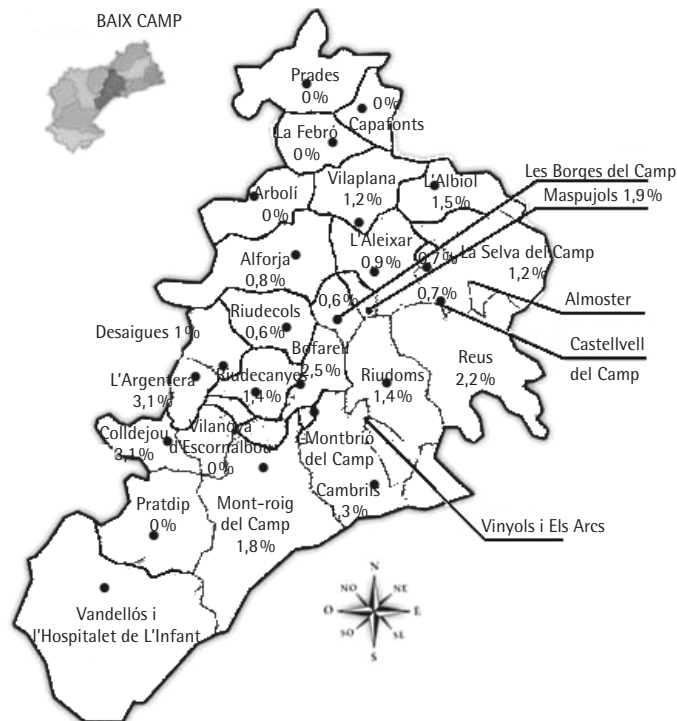 BAIX CAMP
Prades
0%
0%
Capafonts
La Febró
0%
Les Borges del Camp
Vilaplana
1,2%
L'Albiol
1,5%
Maspujols 1,9%
Arbolí
0%
L'Aleixar
0,9%
0,7%
La Selva del Camp
1,2%
Alforja
0,8%
0,6%
0,7%
Almoster
Riudecols
0,6%
Desaigues 1%
Bofarell
2,5%
Castellvell
del Camp
Reus
2,2%
L'Argentera
3,1%
Riudecanyes
1,4%
Riudoms
1,4%
Colldejou
3,1%
Vilanova
d'Escornalbou
0%
Montbrió
del Camp
Cambrils
,3%
Pratdip
0%
Mont-roig
del Camp
1,8%
Vinyols i Els Arcs
N
NO
NE
O
E
SO
SE
S
Vandellós i
l'Hospitalet de L'Infant